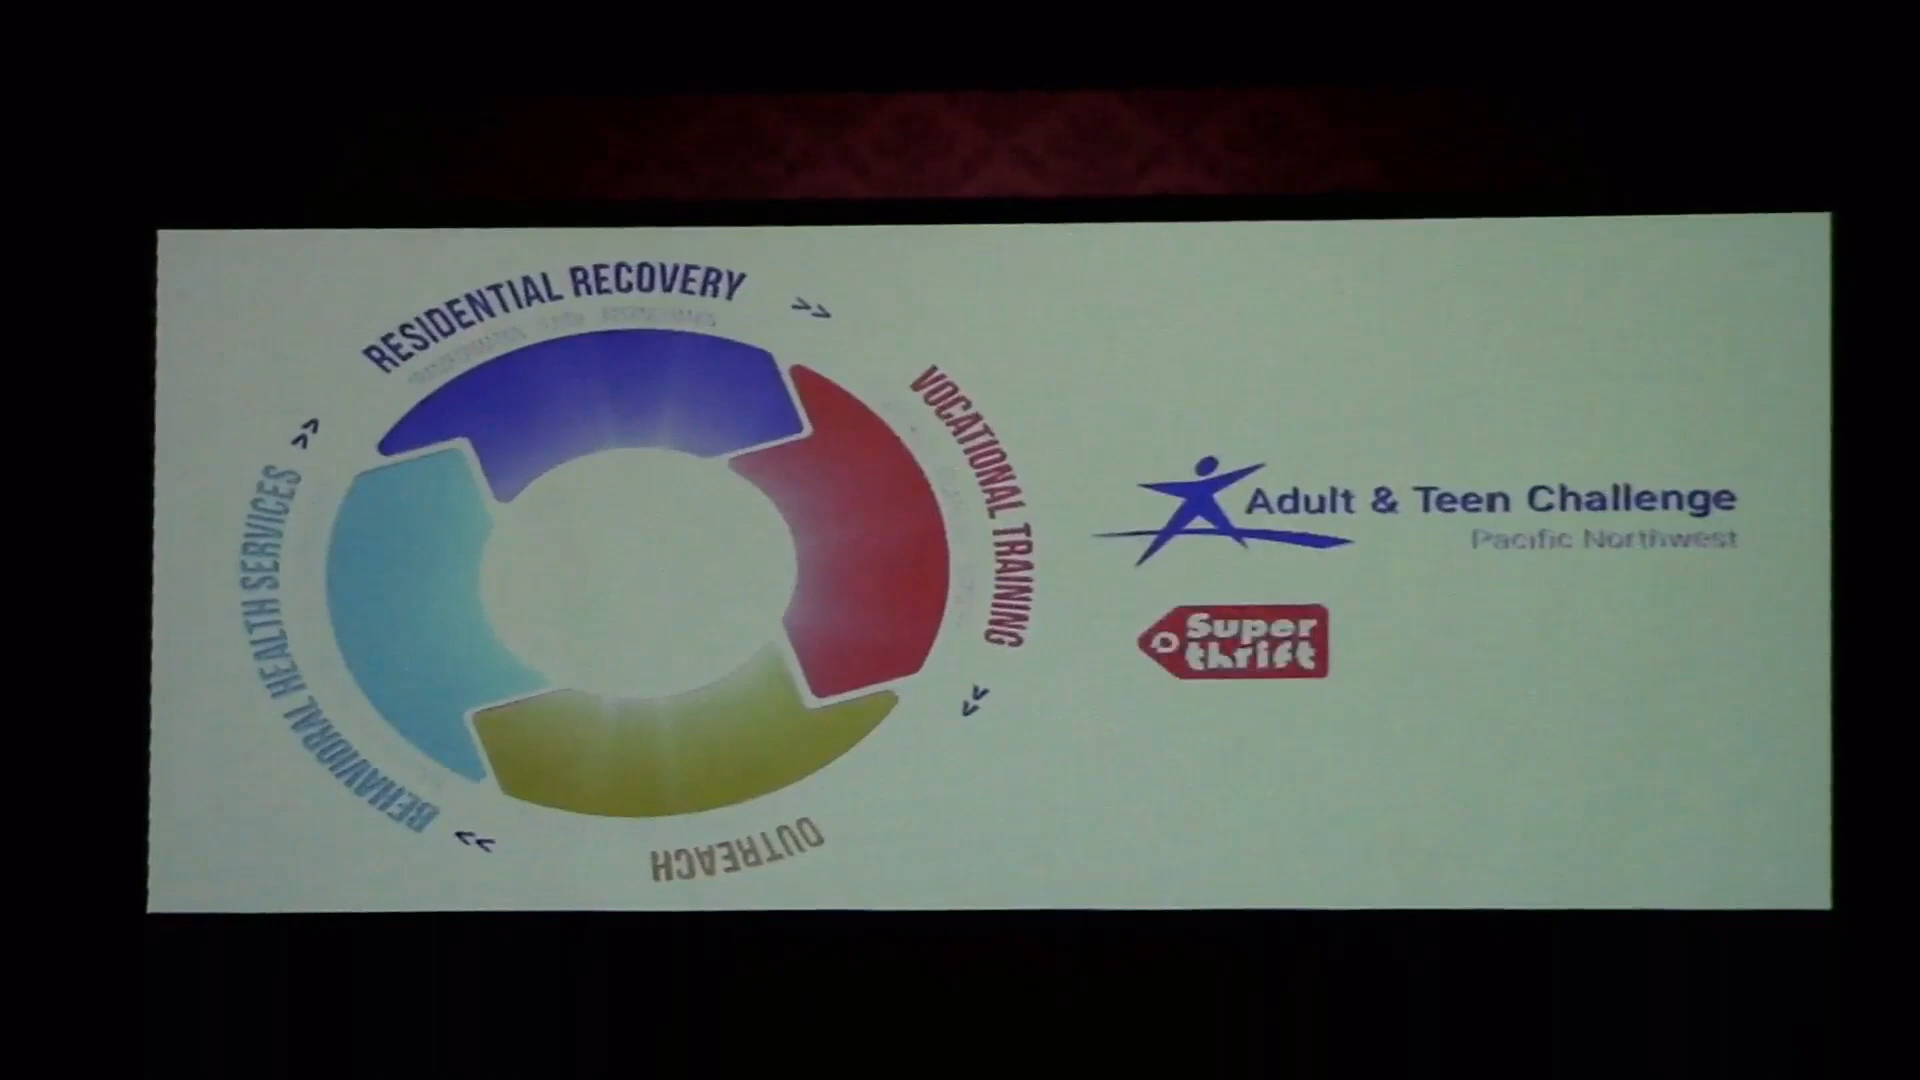 RESIDENTIAL RECOVERY
>>
VOCATIONAL TRAINING
>>
OUTREACH
>>
BEHAVIORAL HEALTH SERVICES
>>
Adult & Teen Challenge
Pacific Northwest
Super
thrift